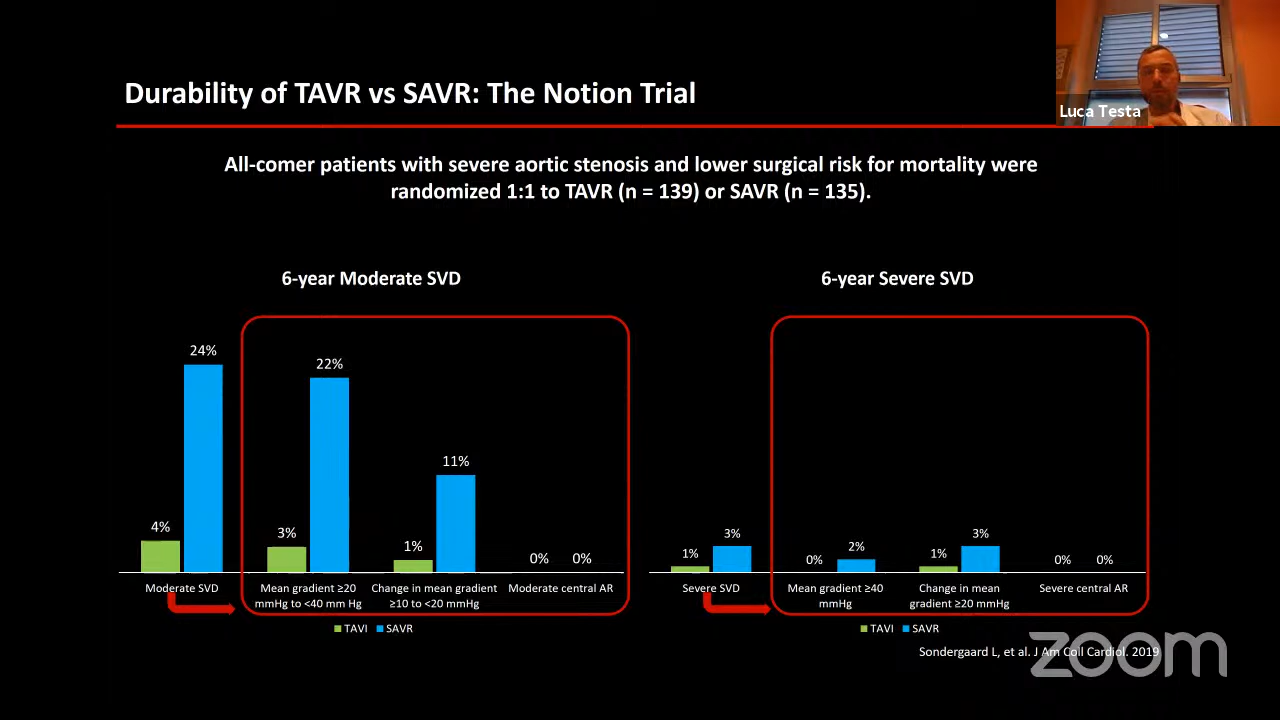 Luca Testa
Durability of TAVR vs SAVR: The Notion Trial
All-comer patients with severe aortic stenosis and lower surgical risk for mortality were
randomized 1:1 to TAVR (n = 139) or SAVR (n = 135).
6-year Moderate SVD
24%
22%
11%
4%
3%
1%
0% 0%
Moderate SVD
Mean gradient ≥20
mmHg to <40 mm Hg
Change in mean gradient
≥10 to <20 mmHg
Moderate central AR
TAVI SAVR
6-year Severe SVD
1%
3%
0%
2%
1%
3%
0% 0%
Severe SVD
Mean gradient ≥40
mmHg
Change in mean
gradient ≥20 mmHg
Severe central AR
TAVI SAVR
Sondergaard L, et al. J Am Coll Cardiol. 2019
zoom